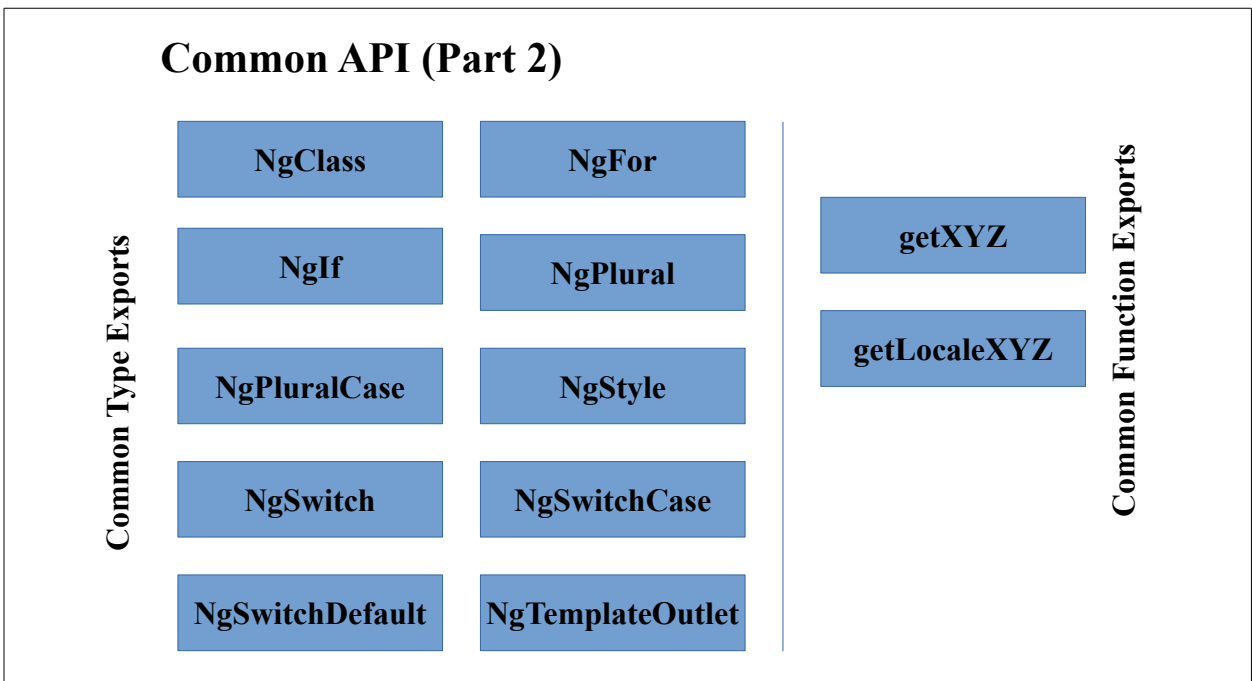 Common API (Part 2)
Common Type Exports
NgClass
NgFor
NgIf
NgPlural
NgPluralCase
NgStyle
NgSwitch
NgSwitchCase
NgSwitchDefault
NgTemplateOutlet
getXYZ
getLocaleXYZ
Common Function Exports